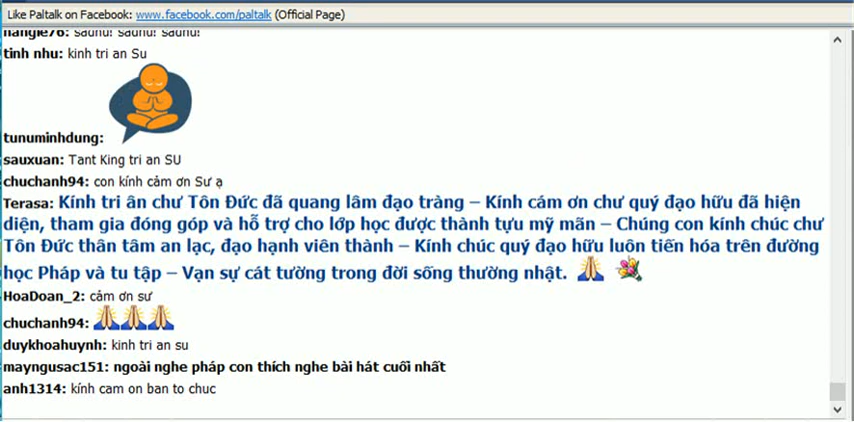 Like Paltalk on Facebook: www.facebook.com/paltalk (Official Page)
nangie76: sadhu! sadhu! sadhu!
tinh nhu: kinh tri an Su
tunuminhdung:
sauxuan: Tant King tri an SU
chuchanh94: con kính cảm ơn Sư ạ
Terasa: Kính tri ân chư Tôn Đức đã quang lâm đạo tràng – Kính cám ơn chư quý đạo hữu đã hiện
diện, tham gia đóng góp và hỗ trợ cho lớp học được thành tựu mỹ mãn – Chúng con kính chúc chư
Tôn Đức thân tâm an lạc, đạo hạnh viên thành – Kính chúc quý đạo hữu luôn tiến hóa trên đường
học Pháp và tu tập – Vạn sự cát tường trong đời sống thường nhật.
HoaDoan_2: cảm ơn sư
chuchanh94:
duykhoahuynh: kinh tri an su
mayngusac151: ngoài nghe pháp con thích nghe bài hát cuối nhất
anh1314: kính cam on ban to chuc